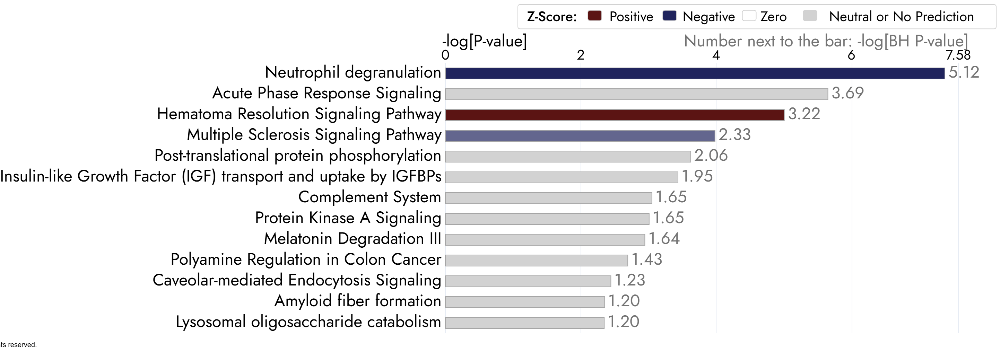 Z-Score: Positive Negative Zero Neutral or No Prediction
-log[P-value] Number next to the bar: -log[BH P-value]
0 2 4 6 7.58
Neutrophil degranulation 5.12
Acute Phase Response Signaling 3.69
Hematoma Resolution Signaling Pathway 3.22
Multiple Sclerosis Signaling Pathway 2.33
Post-translational protein phosphorylation 2.06
Insulin-like Growth Factor (IGF) transport and uptake by IGFBPs 1.95
Complement System 1.65
Protein Kinase A Signaling 1.65
Melatonin Degradation III 1.64
Polyamine Regulation in Colon Cancer 1.43
Caveolar-mediated Endocytosis Signaling 1.23
Amyloid fiber formation 1.20
Lysosomal oligosaccharide catabolism 1.20
reserved.